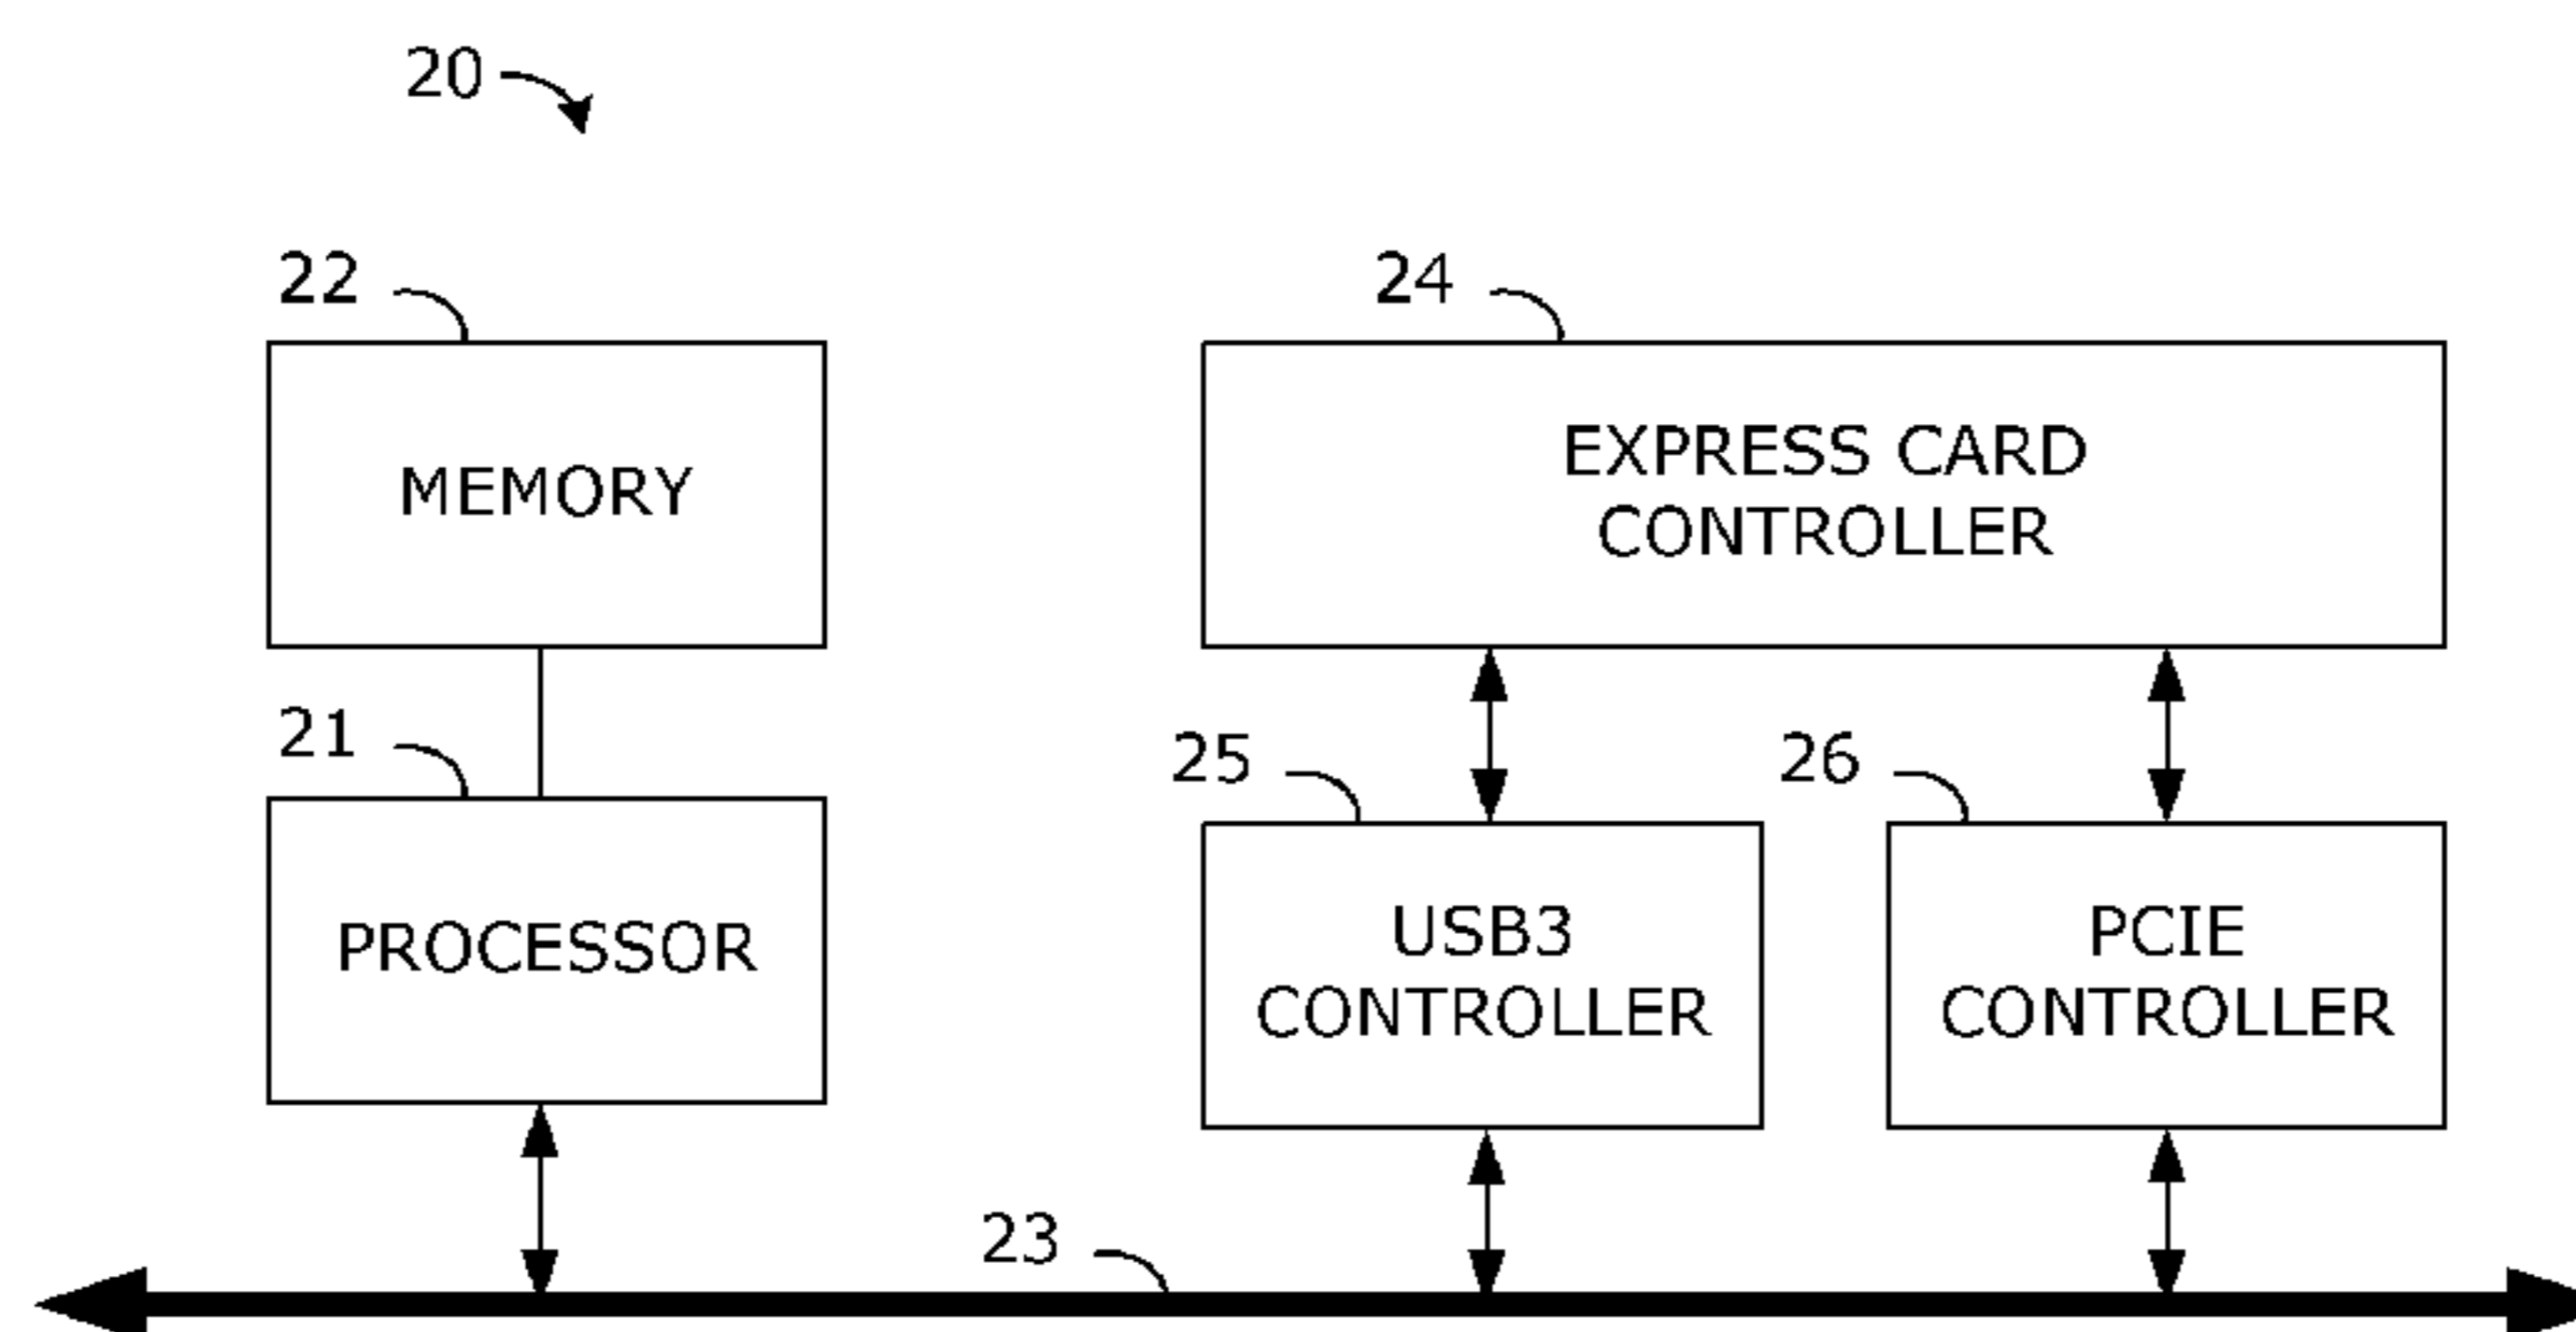 20
22
24
MEMORY
EXPRESS CARD
CONTROLLER
21
25
26
PROCESSOR
USB3
CONTROLLER
PCIE
CONTROLLER
23